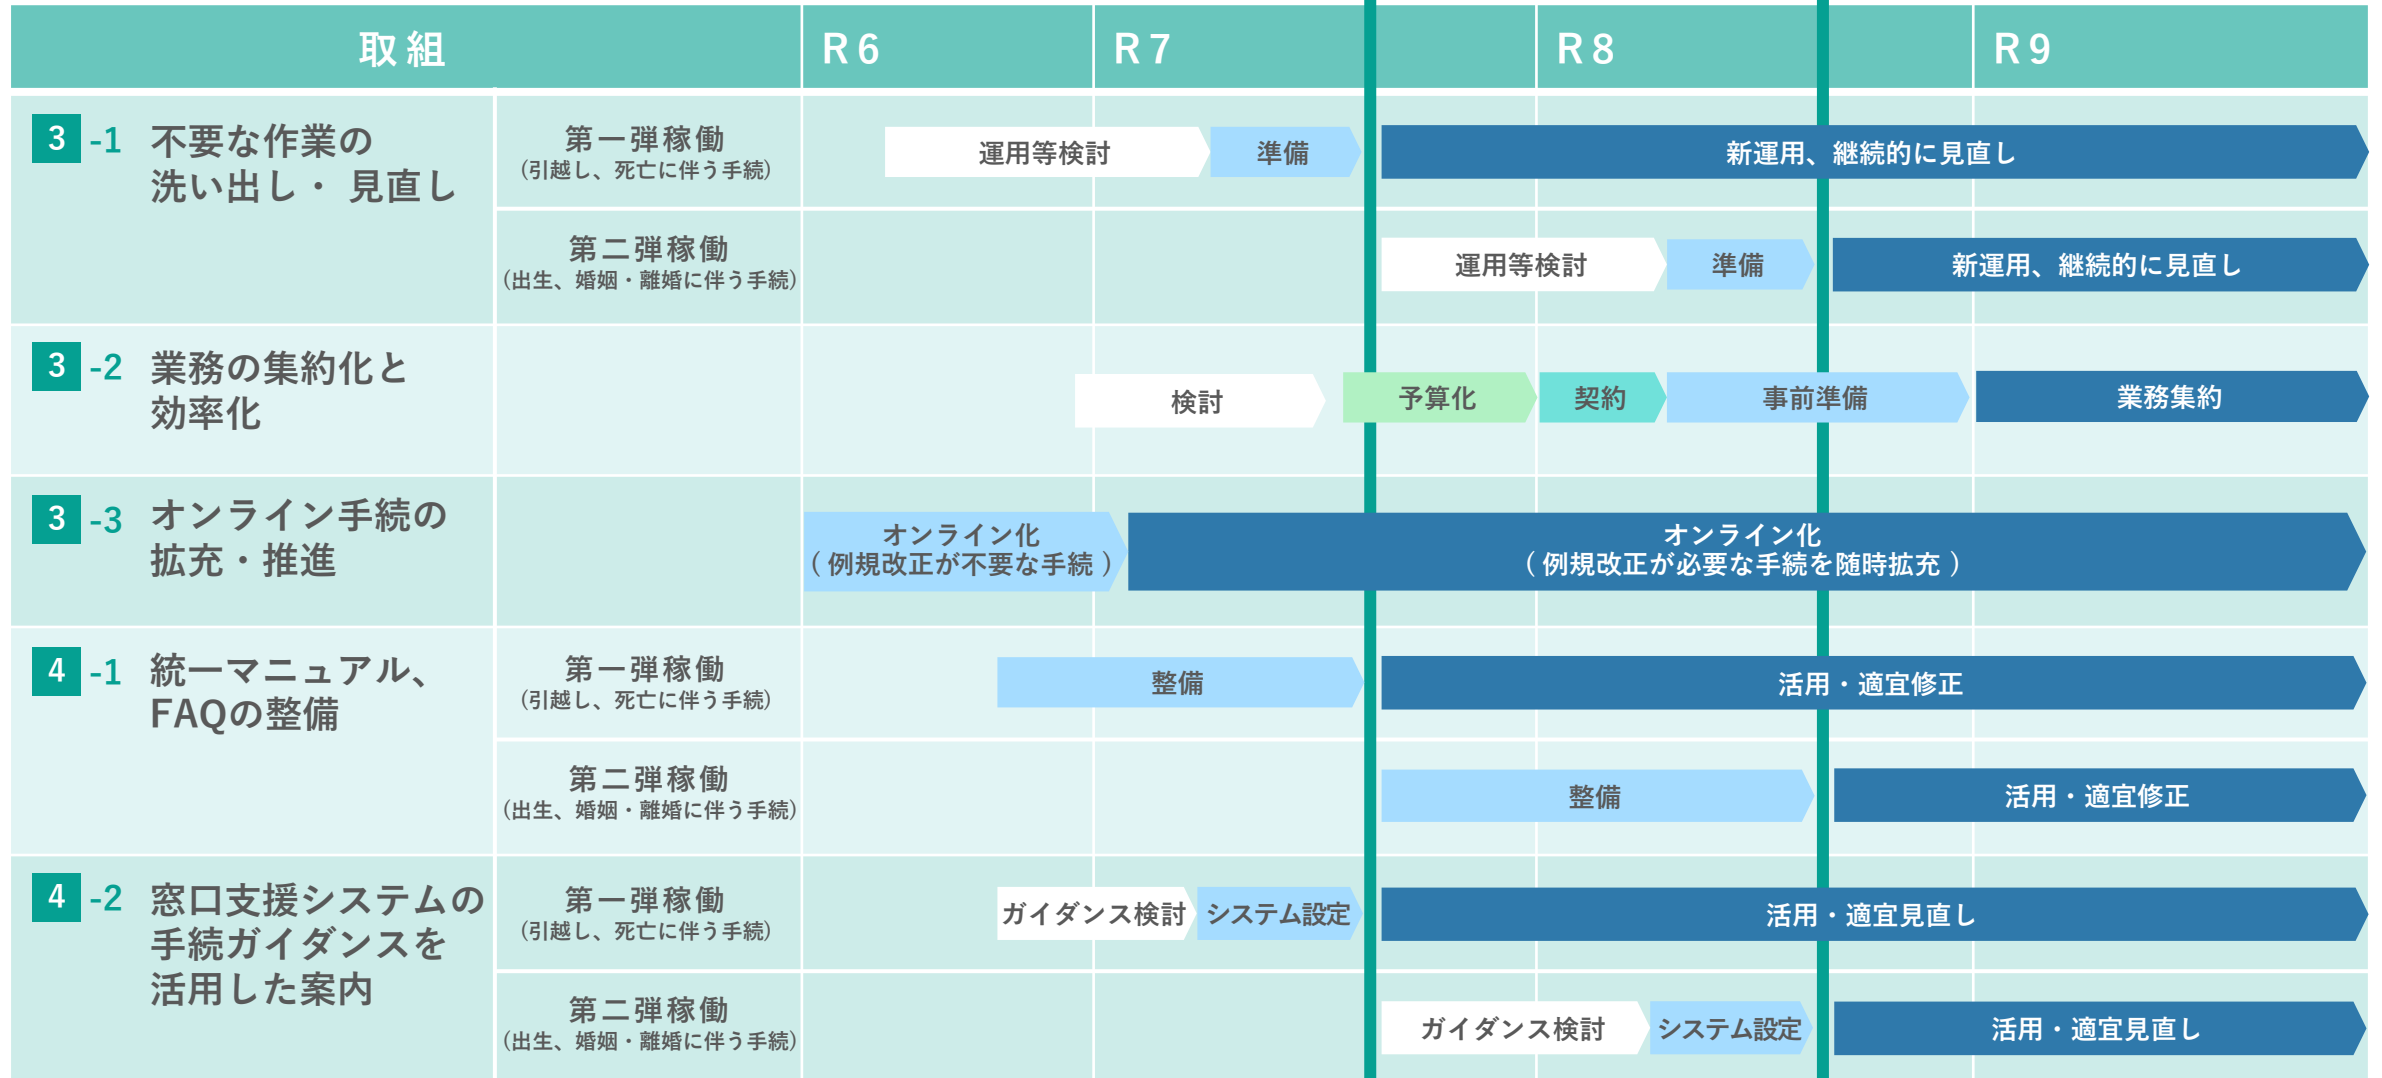 取組 R6 R7 R8 R9
3 -1 不要な作業の
洗い出し・ 見直し
第一弾稼働
(引越し、死亡に伴う手続)
運用等検討 準備 新運用、継続的に見直し
第二弾稼働
(出生、婚姻・離婚に伴う手続)
運用等検討 準備 新運用、継続的に見直し
3 -2 業務の集約化と
効率化
検討 予算化 契約 事前準備 業務集約
3 -3 オンライン手続の
拡充・推進
オンライン化
( 例規改正が不要な手続 )
オンライン化
( 例規改正が必要な手続を随時拡充 )
4 -1 統一マニュアル、
FAQの整備
第一弾稼働
(引越し、死亡に伴う手続)
整備 活用・適宜修正
第二弾稼働
(出生、婚姻・離婚に伴う手続)
整備 活用・適宜修正
4 -2 窓口支援システムの
手続ガイダンスを
活用した案内
第一弾稼働
(引越し、死亡に伴う手続)
ガイダンス検討 システム設定 活用・適宜見直し
第二弾稼働
(出生、婚姻・離婚に伴う手続)
ガイダンス検討 システム設定 活用・適宜見直し